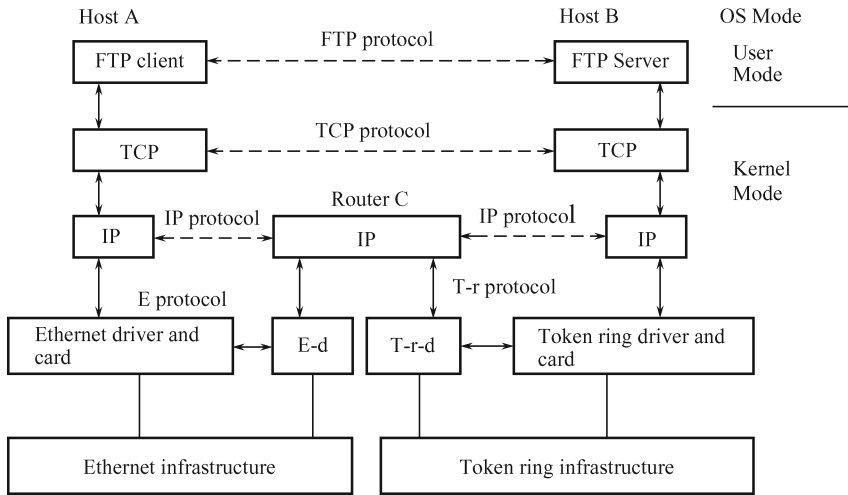 Host A
Host B
OS Mode
FTP protocol
FTP client
FTP Server
User
Mode
TCP protocol
TCP
TCP
Kernel
Mode
Router C
IP protocol
IP protocol
IP
IP
IP
E protocol
T-r protocol
Ethernet driver and
card
E-d
T-r-d
Token ring driver and
card
Ethernet infrastructure
Token ring infrastructure